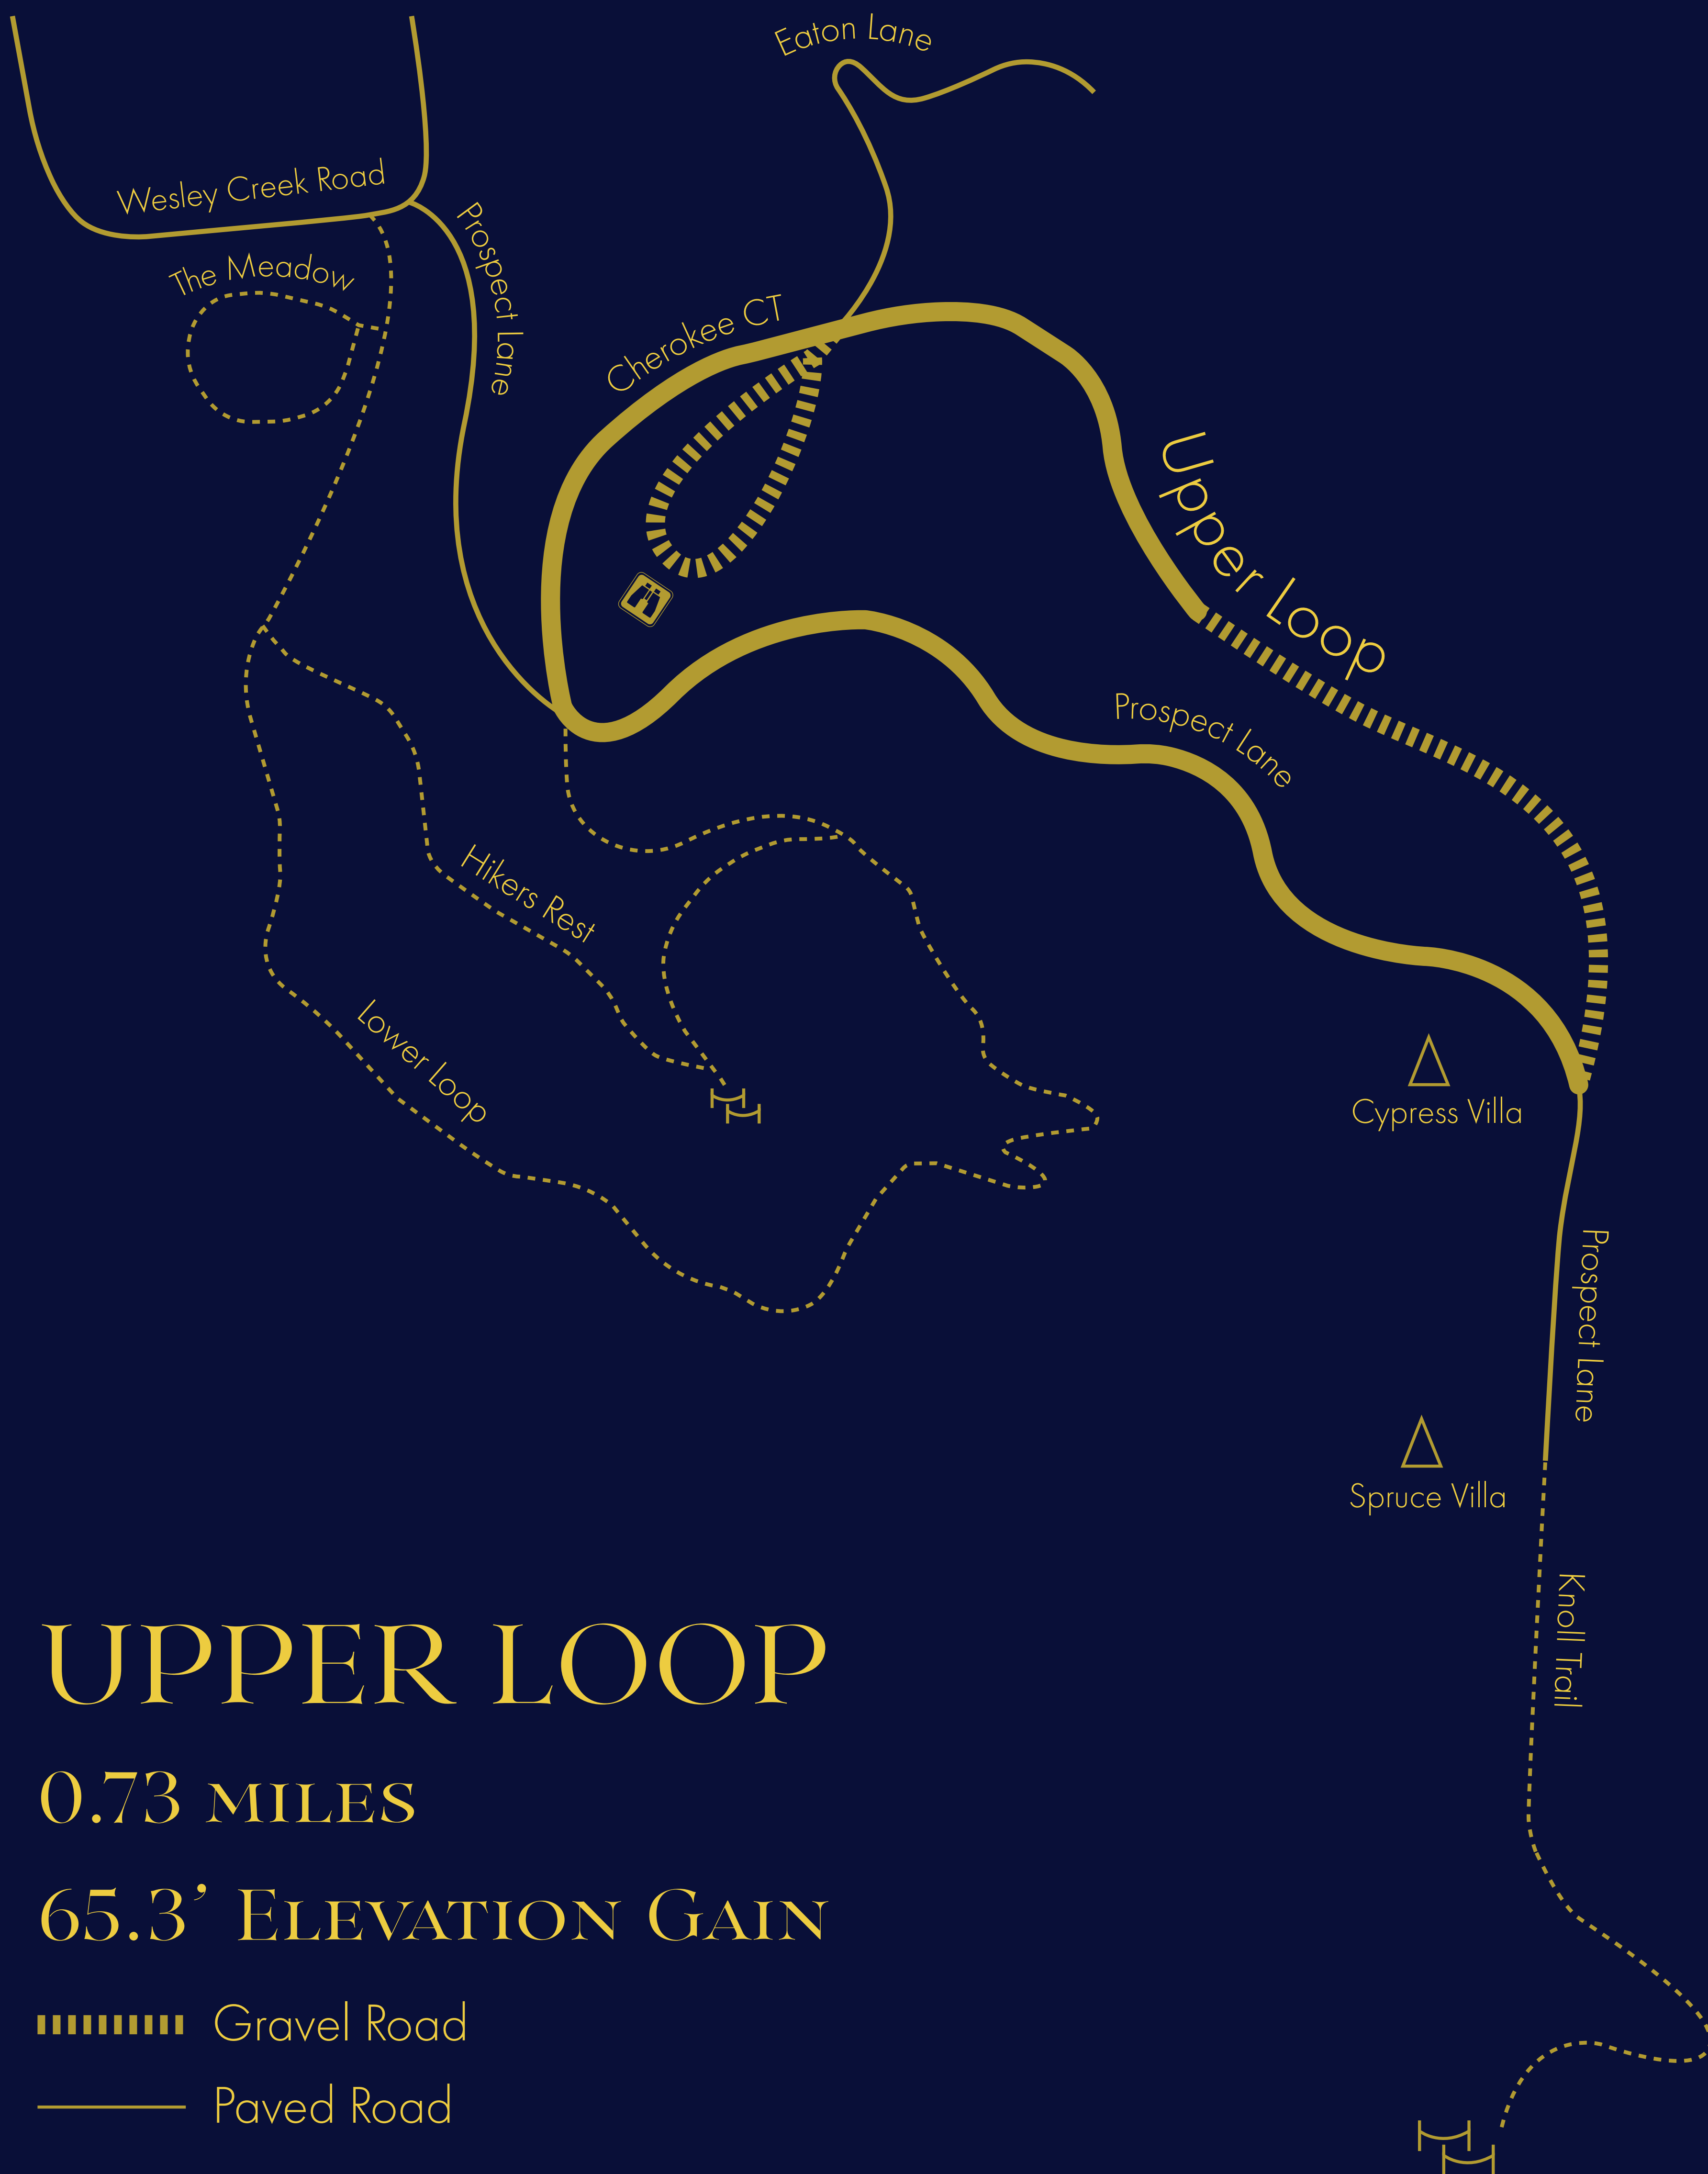 Eaton Lane
Wesley Creek Road
Prospect Lane
The Meadow
Cherokee CT
Upper Loop
Prospect Lane
Hikers Rest
Lower Loop
Cypress Villa
Prospect Lane
Spruce Villa
Knoll Trail
UPPER LOOP
0.73 MILES
65.3’ ELEVATION GAIN
Gravel Road
Paved Road